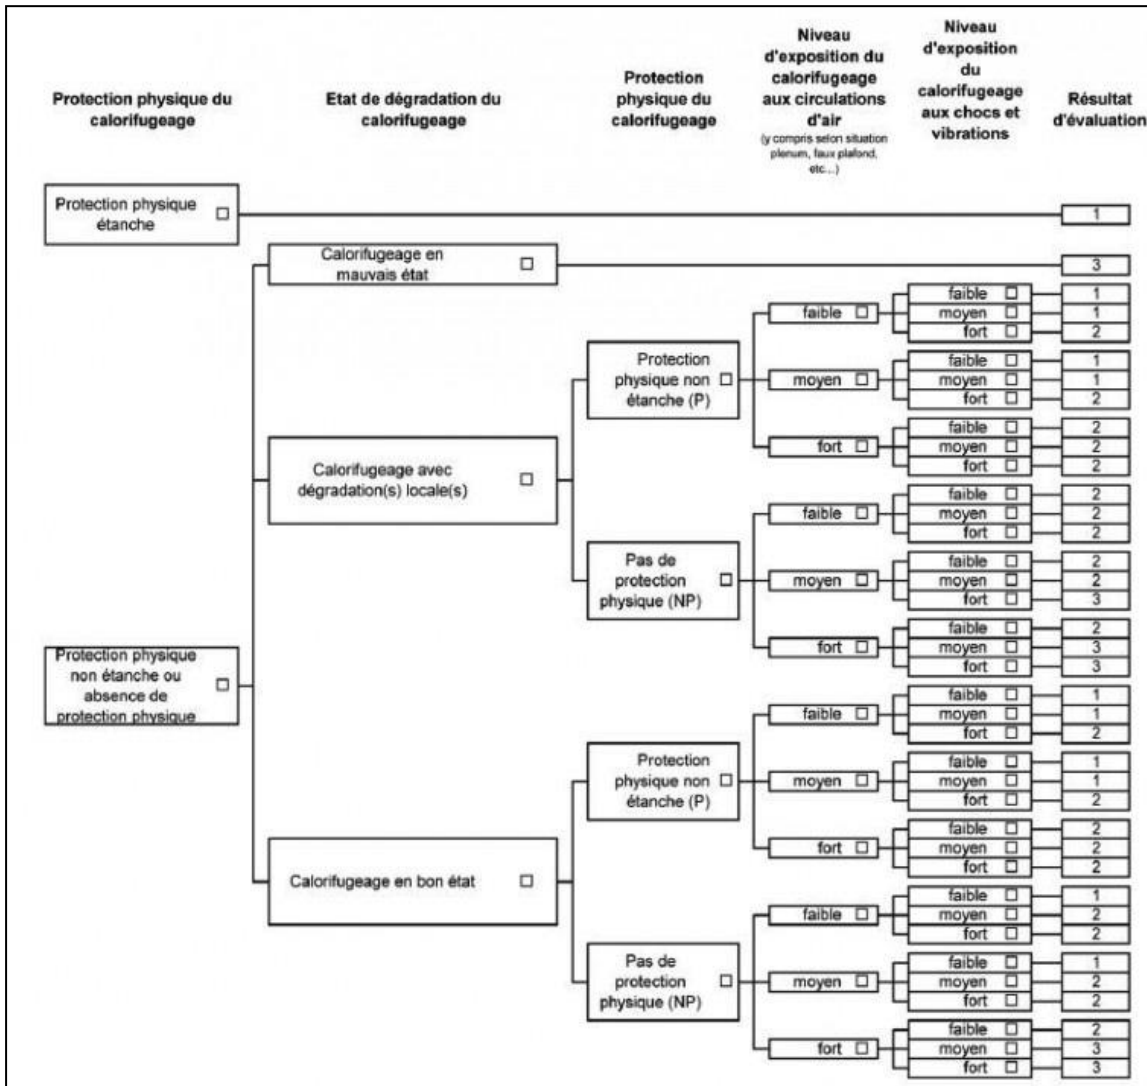 Protection physique du
calorifugeage
Etat de dégradation du
calorifugeage
Protection
physique du
calorifugeage
Niveau
d'exposition du
calorifugeage
aux circulations
d'air
(y compris selon situation
plenum, faux plafond,
etc...)
Niveau
d'exposition
du
calorifugeage
aux chocs et
vibrations
Résultat
d'évaluation
Protection physique
étanche
1
Calorifugeage en
mauvais état
3
Protection physique
non étanche ou
absence de
protection physique
Calorifugeage avec
dégradation(s) locale(s)
Protection
physique non
étanche (P)
faible
faible 1
moyen 1
fort 2
moyen
faible 1
moyen 1
fort 2
fort
faible 2
moyen 2
fort 2
Pas de
protection
physique (NP)
faible
faible 2
moyen 2
fort 2
moyen
faible 2
moyen 2
fort 3
fort
faible 2
moyen 3
fort 3
Calorifugeage en bon état
Protection
physique non
étanche (P)
faible
faible 1
moyen 1
fort 2
moyen
faible 1
moyen 1
fort 2
fort
faible 2
moyen 2
fort 2
Pas de
protection
physique (NP)
faible
faible 1
moyen 2
fort 2
moyen
faible 1
moyen 2
fort 2
fort
faible 2
moyen 3
fort 3